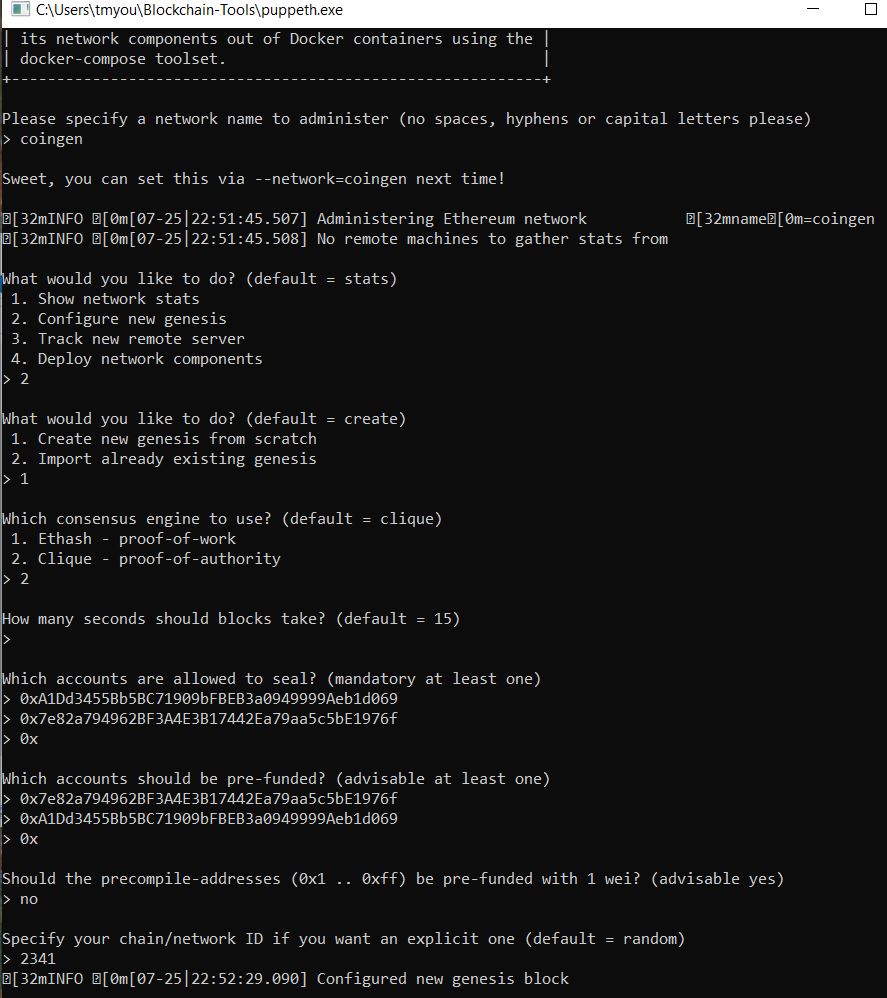 C:\Users\tmyou\Blockchain-Tools\puppeth.exe
| its network components out of Docker containers using the |
| docker-compose toolset.                                   |
+-----------------------------------------------------------+
Please specify a network name to administer (no spaces, hyphens or capital letters please)
> coingen
Sweet, you can set this via --network=coingen next time!
[32mINFO [0m[07-25|22:51:45.507] Administering Ethereum network           [32mname[0m=coingen
[32mINFO [0m[07-25|22:51:45.508] No remote machines to gather stats from
What would you like to do? (default = stats)
1. Show network stats
2. Configure new genesis
3. Track new remote server
4. Deploy network components
> 2
What would you like to do? (default = create)
1. Create new genesis from scratch
2. Import already existing genesis
> 1
Which consensus engine to use? (default = clique)
1. Ethash - proof-of-work
2. Clique - proof-of-authority
> 2
How many seconds should blocks take? (default = 15)
>
Which accounts are allowed to seal? (mandatory at least one)
> 0xA1Dd3455Bb5BC71909bFBEB3a0949999Aeb1d069
> 0x7e82a794962BF3A4E3B17442Ea79aa5c5bE1976f
> 0x
Which accounts should be pre-funded? (advisable at least one)
> 0x7e82a794962BF3A4E3B17442Ea79aa5c5bE1976f
> 0xA1Dd3455Bb5BC71909bFBEB3a0949999Aeb1d069
> 0x
Should the precompile-addresses (0x1 .. 0xff) be pre-funded with 1 wei? (advisable yes)
> no
Specify your chain/network ID if you want an explicit one (default = random)
> 2341
[32mINFO [0m[07-25|22:52:29.090] Configured new genesis block